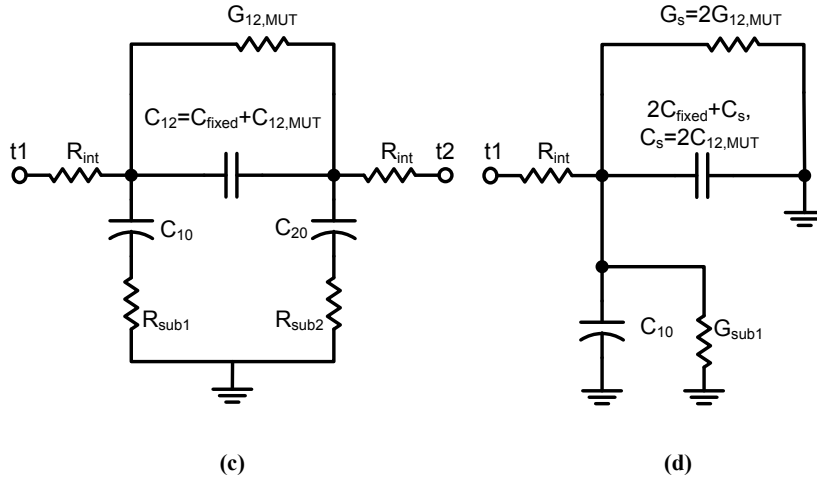 G12,MUT
C12=Cfixed+C12,MUT
t1
Rint
Rint
t2
C10
C20
Rsub1
Rsub2
(c)
Gs=2G12,MUT
2Cfixed+Cs,
Cs=2C12,MUT
t1
Rint
C10
Gsub1
(d)